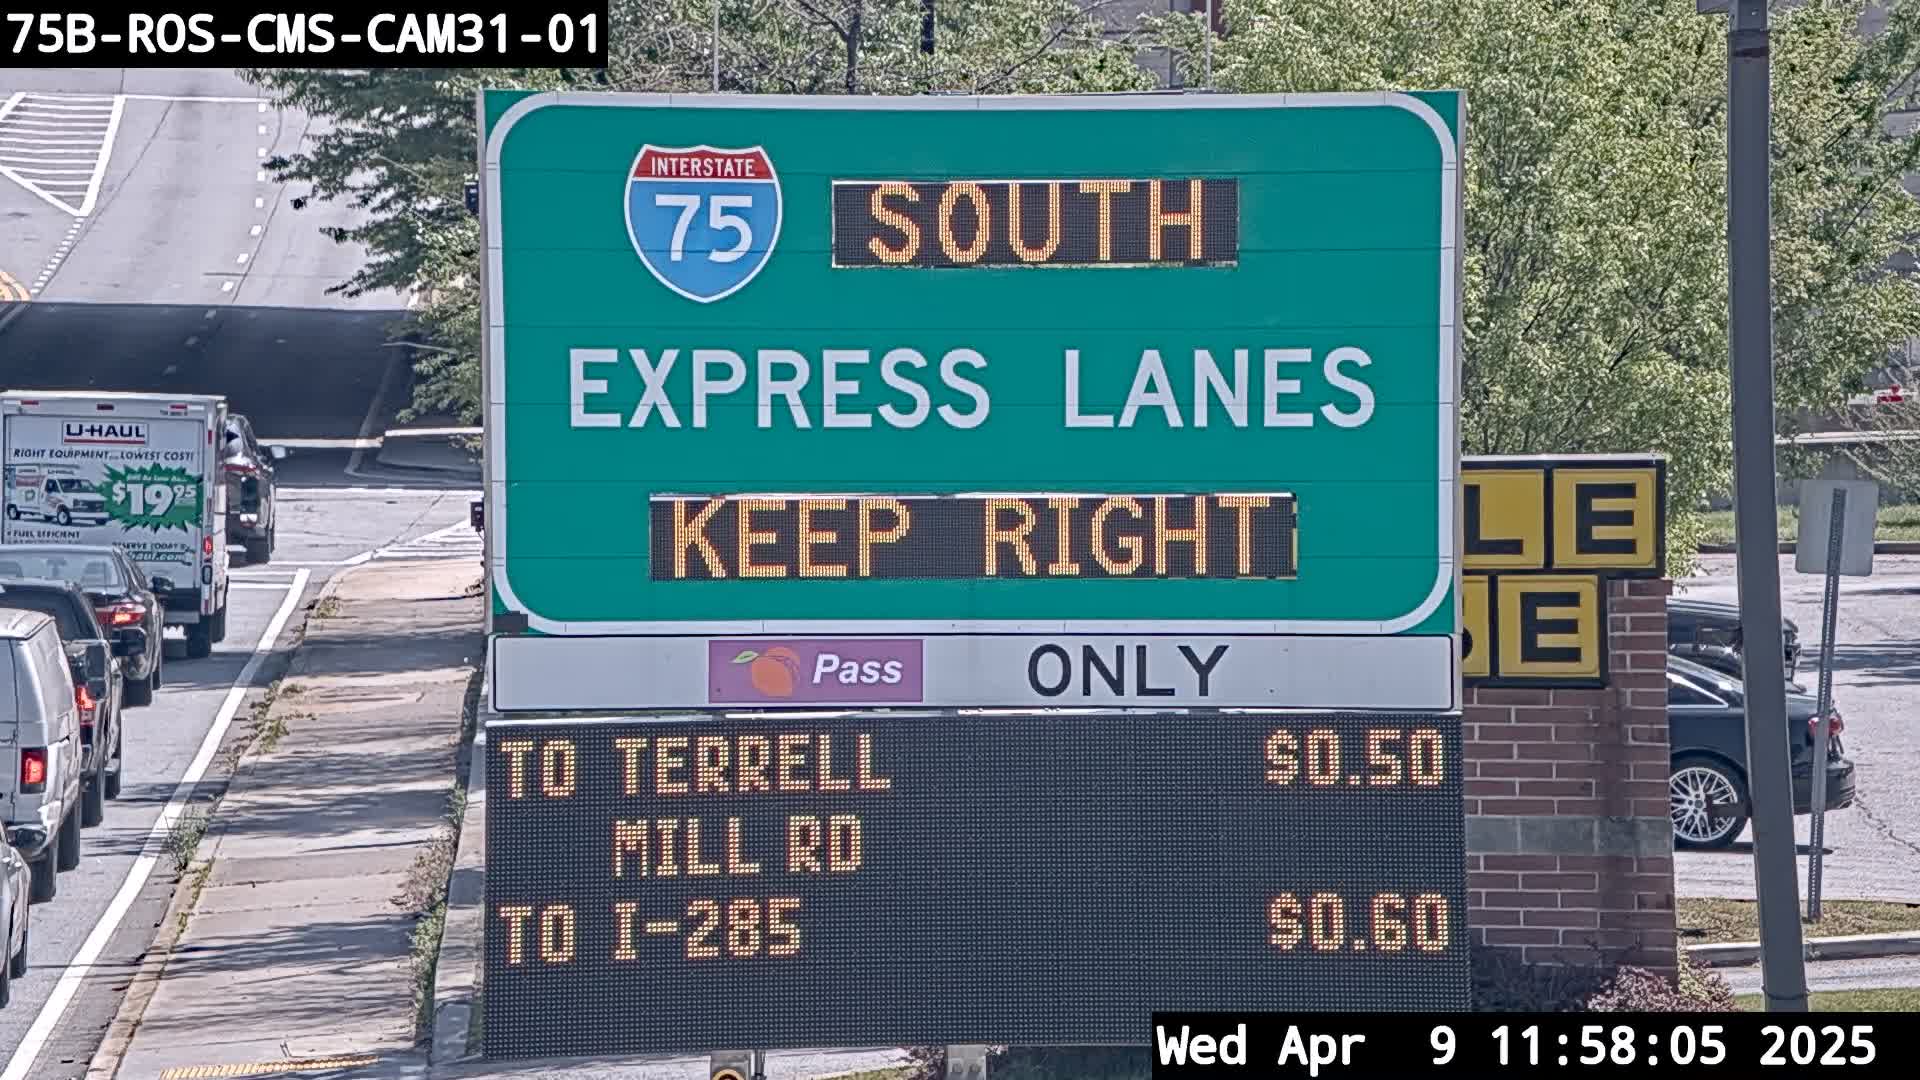 75B-ROS-CMS-CAM31-01
INTERSTATE
75
SOUTH
EXPRESS LANES
KEEP RIGHT
Pass ONLY
TO TERRELL $0.50
MILL RD
TO I-285 $0.60
U-HAUL
RIGHT EQUIPMENT...LOWEST COST!
$19.95
FUEL EFFICIENT
LE
E
Wed Apr 9 11:58:05 2025